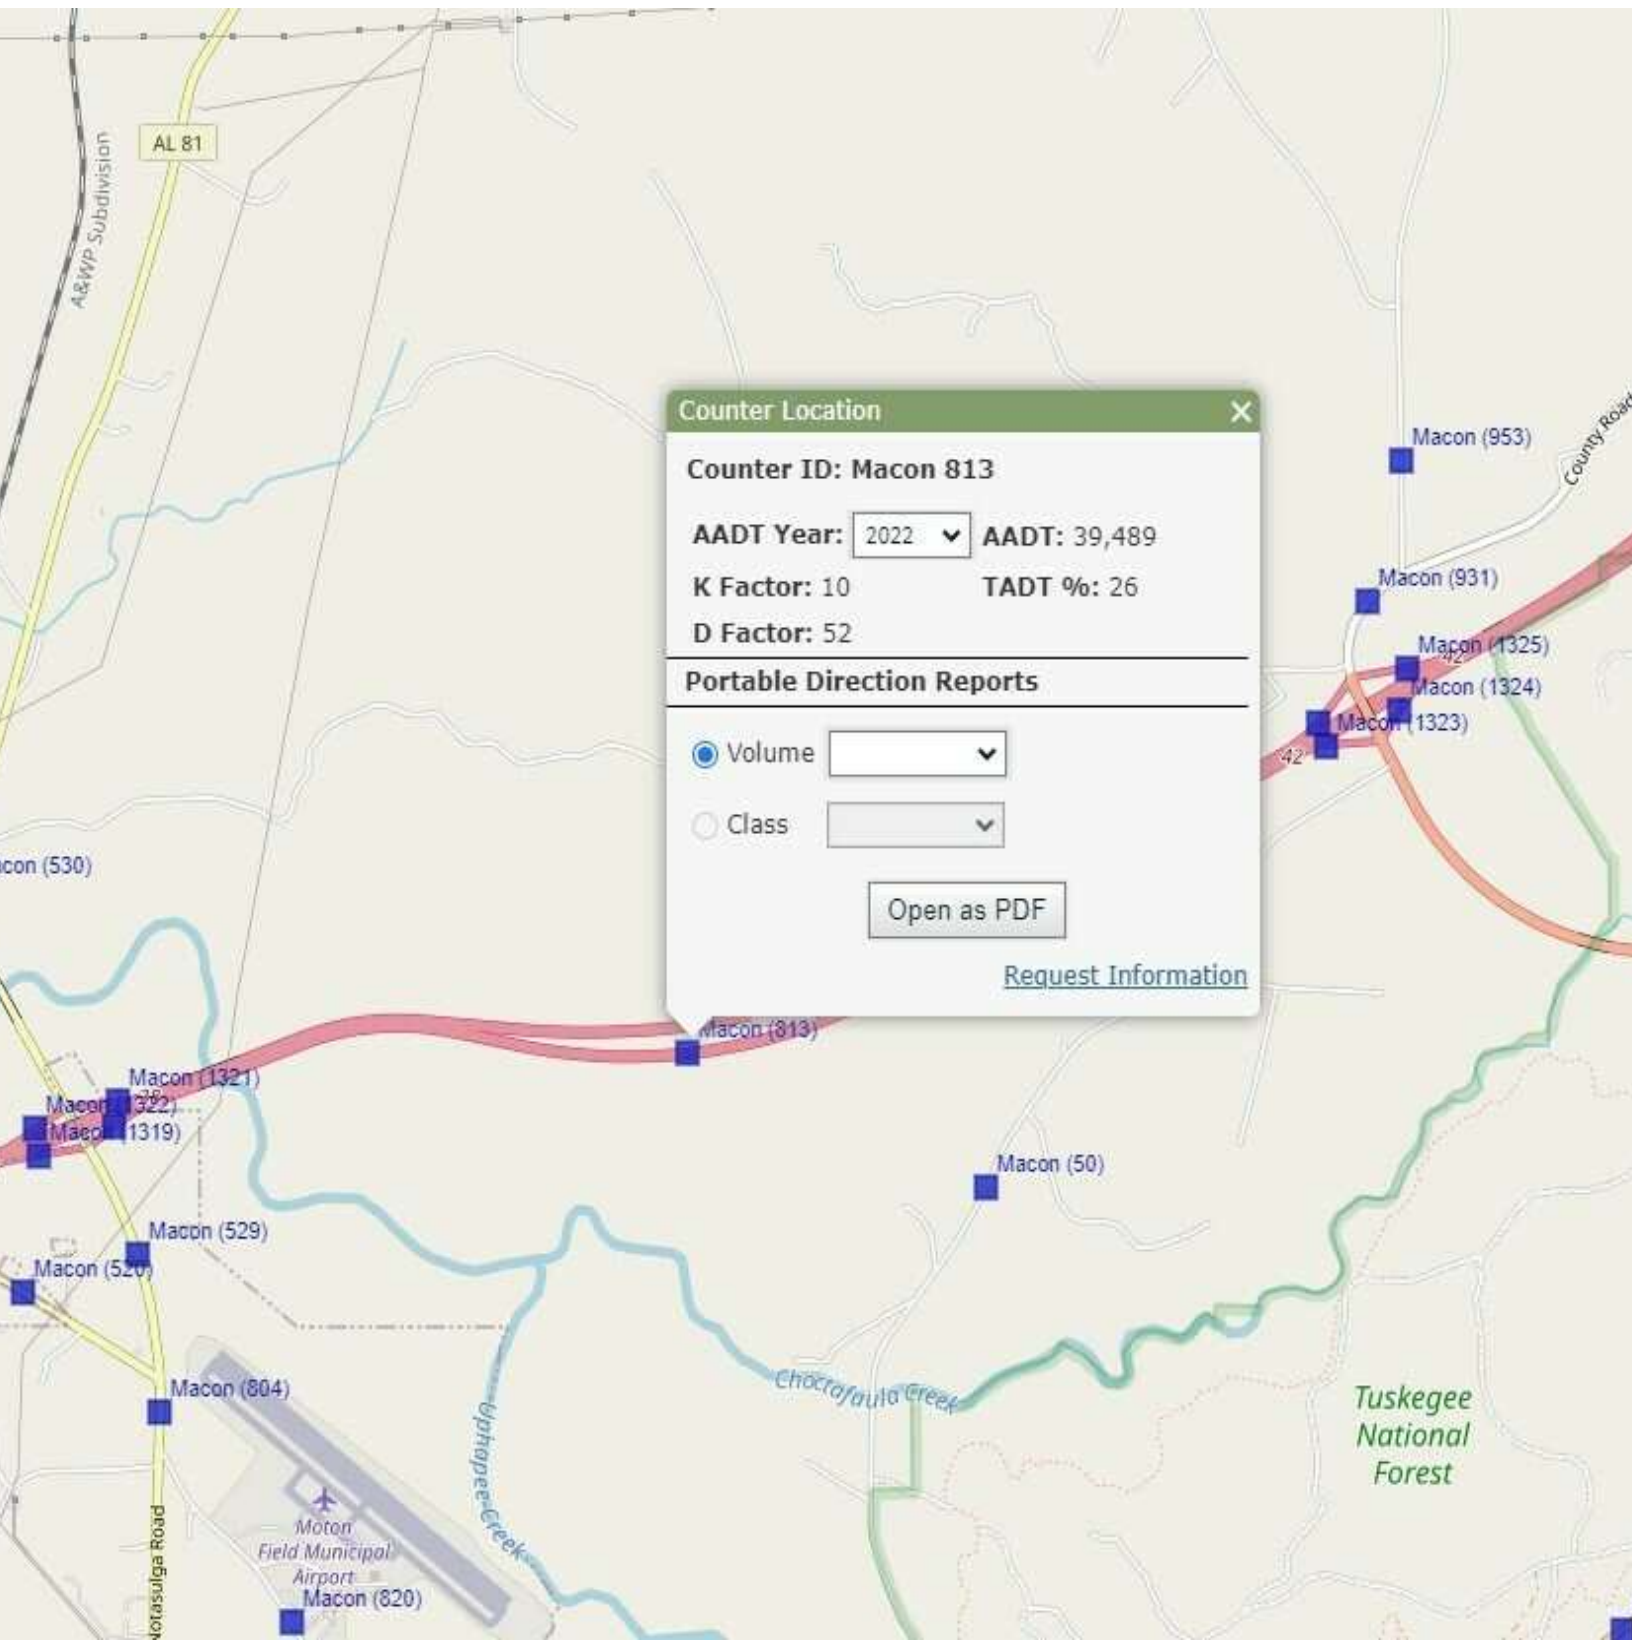 AL 81
A&WP Subdivision
Counter Location
Counter ID: Macon 813
AADT Year: 2022 AADT: 39,489
K Factor: 10 TADT %: 26
D Factor: 52
Portable Direction Reports
Volume
Class
Open as PDF
Request Information
Macon (953)
County Road
Macon (931)
Macon (1325)
42
Macon (1324)
Macon (1323)
42
con (530)
Macon (813)
Macon (1321)
Macon (1322)
Macon (1319)
Macon (50)
Macon (529)
Macon (520)
Macon (804)
Choctafaula Creek
Uphapee Creek
Tuskegee
National
Forest
Notasulga Road
Moton
Field Municipal
Airport
Macon (820)